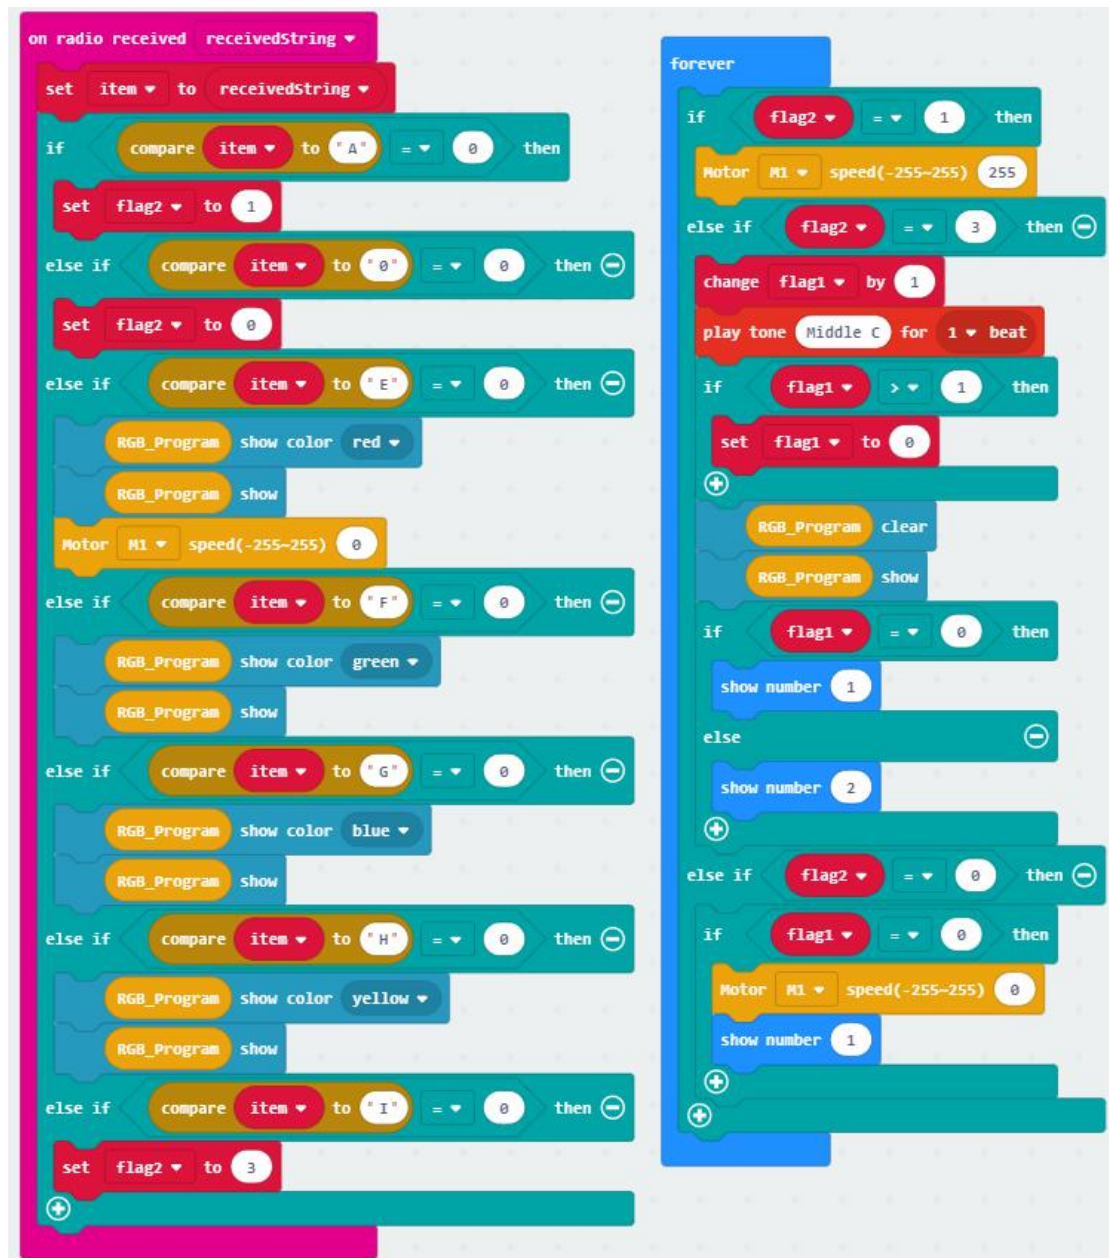 on radio received receivedString
set item to receivedString
if compare item to "A" = 0 then
set flag2 to 1
else if compare item to "0" = 0 then
set flag2 to 0
else if compare item to "E" = 0 then
RGB_Program show color red
RGB_Program show
Motor M1 speed(-255~255) 0
else if compare item to "F" = 0 then
RGB_Program show color green
RGB_Program show
else if compare item to "G" = 0 then
RGB_Program show color blue
RGB_Program show
else if compare item to "H" = 0 then
RGB_Program show color yellow
RGB_Program show
else if compare item to "I" = 0 then
set flag2 to 3
forever
if flag2 = 1 then
Motor M1 speed(-255~255) 255
else if flag2 = 3 then
change flag1 by 1
play tone Middle C for 1 beat
if flag1 > 1 then
set flag1 to 0
RGB_Program clear
RGB_Program show
if flag1 = 0 then
show number 1
else
show number 2
else if flag2 = 0 then
if flag1 = 0 then
Motor M1 speed(-255~255) 0
show number 1